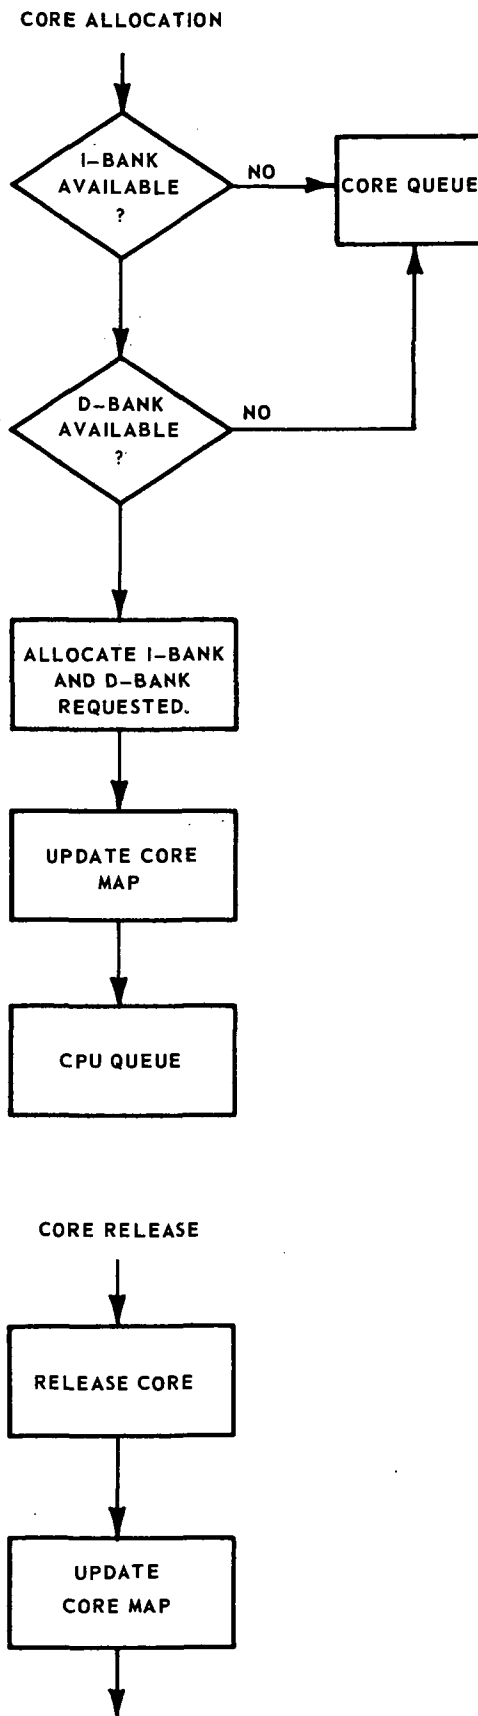 CORE ALLOCATION
I-BANK
AVAILABLE
?
NO
CORE QUEUE
D-BANK
AVAILABLE
?
NO
ALLOCATE I-BANK
AND D-BANK
REQUESTED.
UPDATE CORE
MAP
CPU QUEUE
CORE RELEASE
RELEASE CORE
UPDATE
CORE MAP